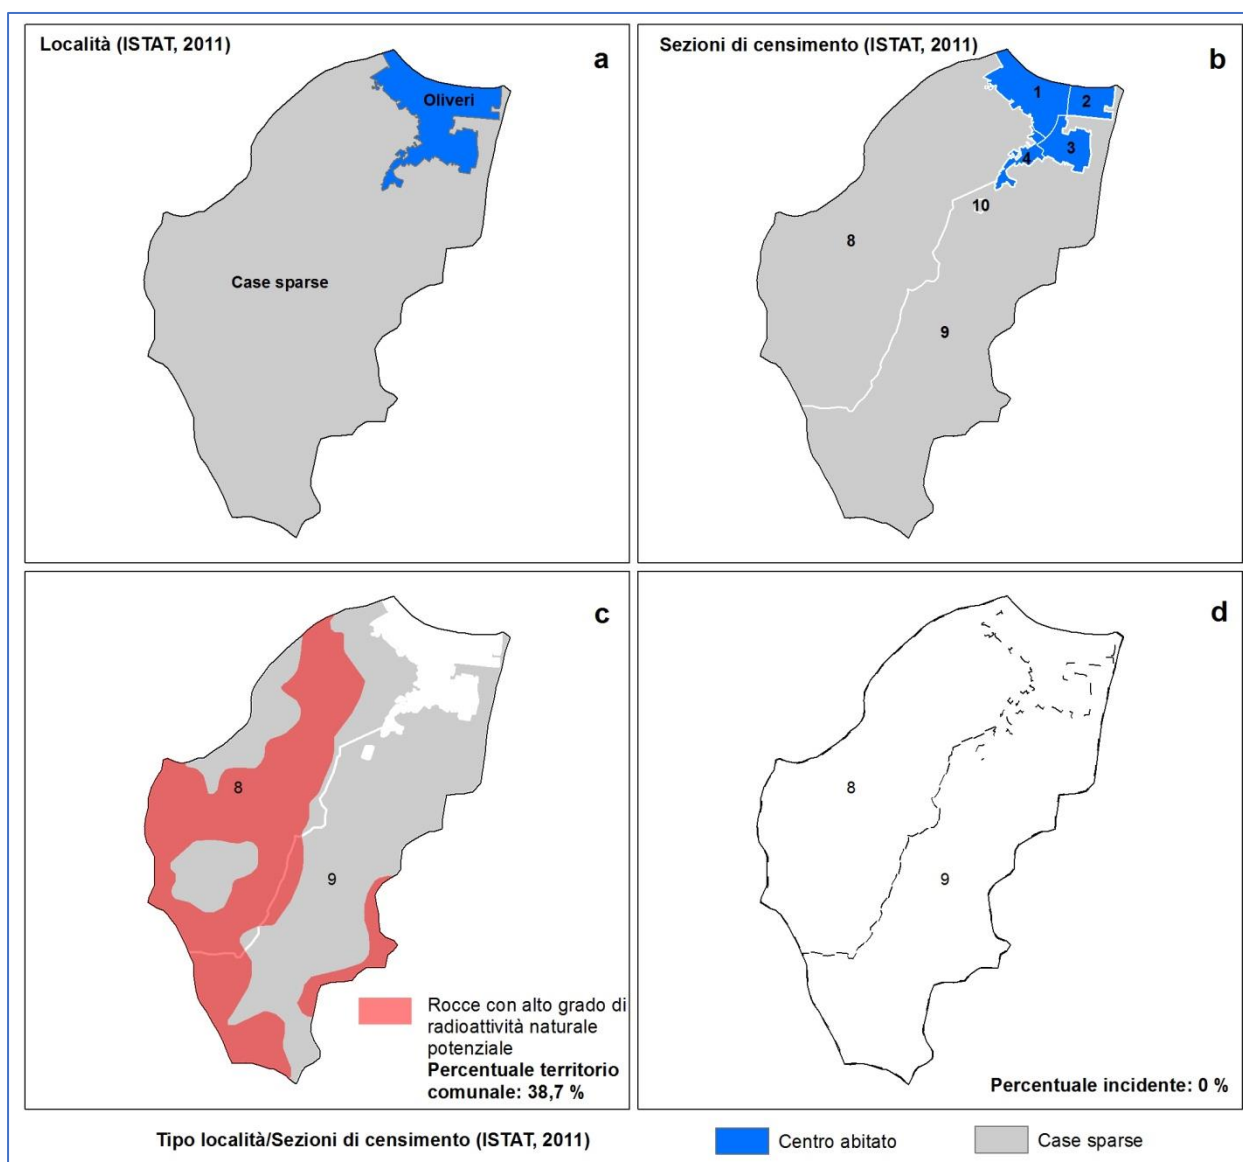 Località (ISTAT, 2011)
a
Oliveri
Case sparse
Sezioni di censimento (ISTAT, 2011)
b
1
2
3
4
10
8
9
c
8
9
Rocce con alto grado di
radioattività naturale
potenziale
Percentuale territorio
comunale: 38,7 %
d
8
9
Percentuale incidente: 0 %
Tipo località/Sezioni di censimento (ISTAT, 2011)
Centro abitato
Case sparse